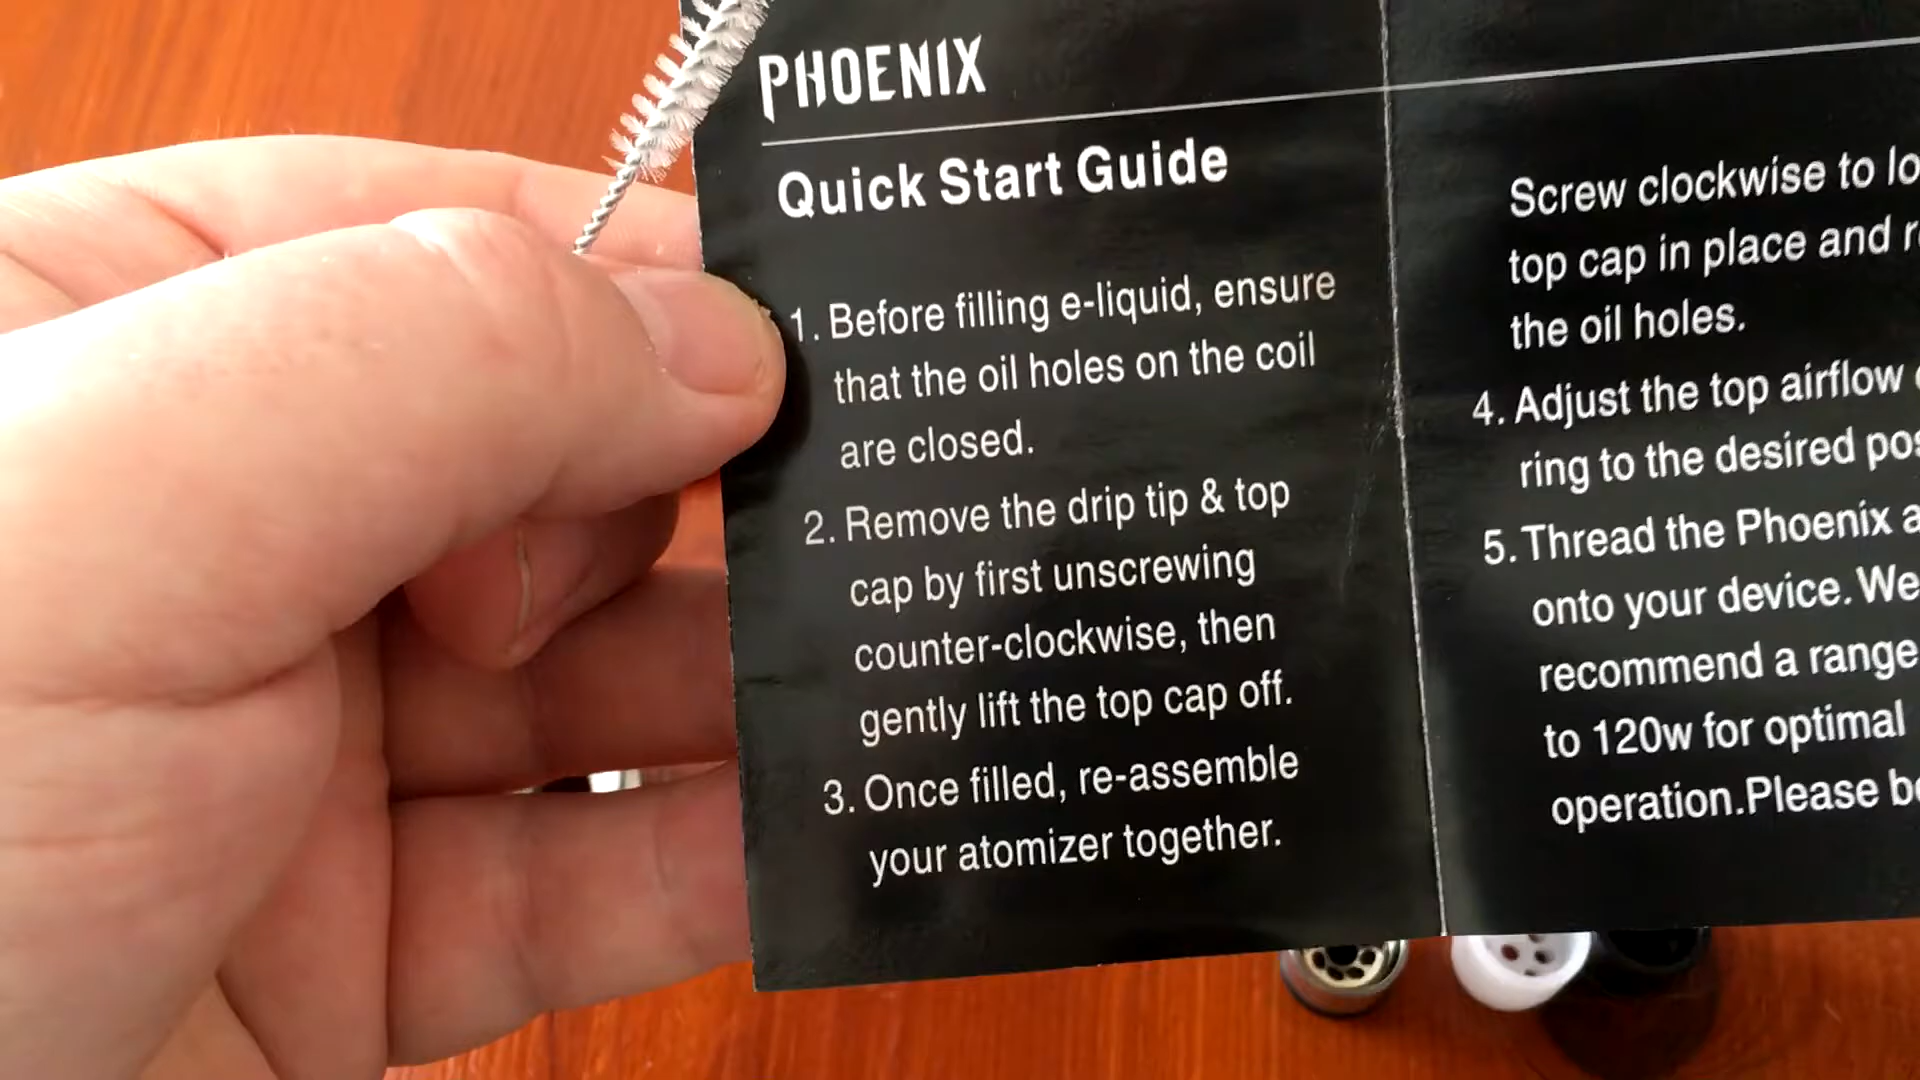 PHOENIX
Quick Start Guide
1. Before filling e-liquid, ensure
that the oil holes on the coil
are closed.
2. Remove the drip tip & top
cap by first unscrewing
counter-clockwise, then
gently lift the top cap off.
3. Once filled, re-assemble
your atomizer together.
Screw clockwise to
top cap in place and
the oil holes.
4. Adjust the top airflow
ring to the desired
5. Thread the Phoenix
onto your device. We
recommend a range
to 120w for optimal
operation.Please